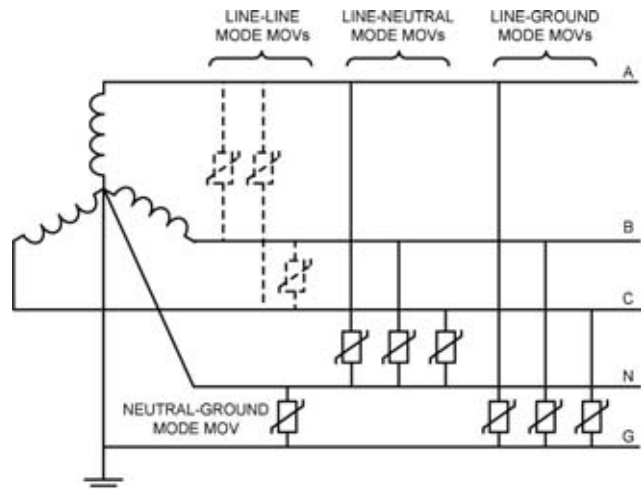 LINE-LINE
MODE MOVs
LINE-NEUTRAL
MODE MOVs
LINE-GROUND
MODE MOVs
A
B
C
N
NEUTRAL-GROUND
MODE MOV
G